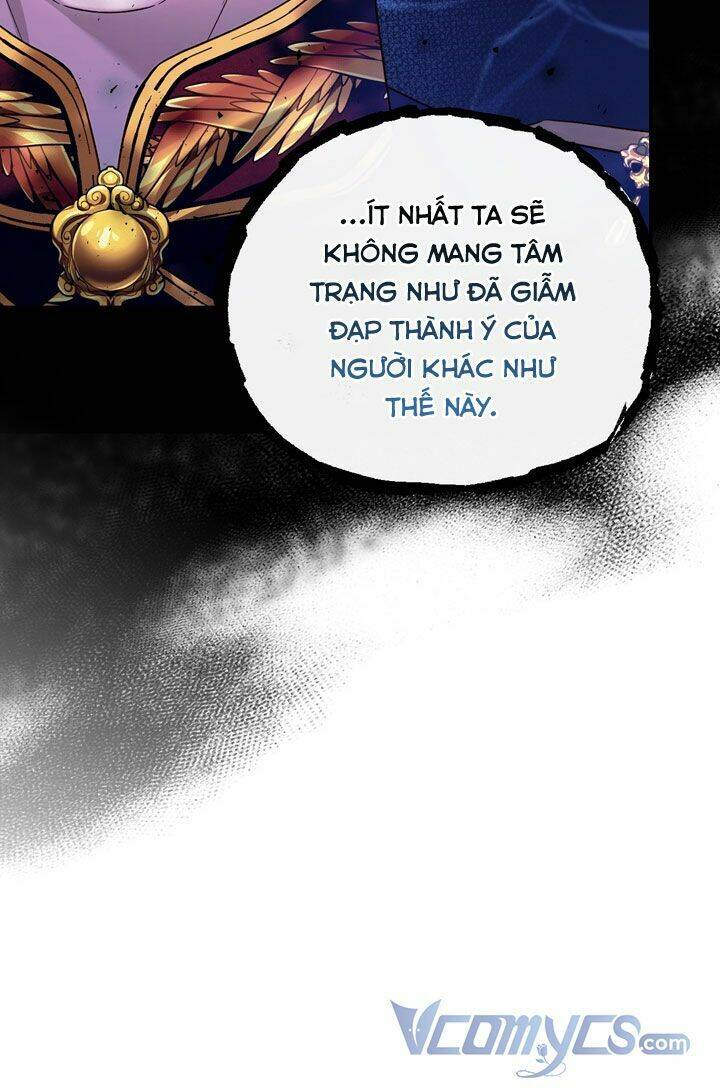 ...ÍT NHẤT TA SẼ
KHÔNG MANG TÂM
TRẠNG NHƯ ĐÃ GIẪM
ĐẠP THÀNH Ý CỦA
NGƯỜI KHÁC NHƯ
THẾ NÀY.
VCOMYCS.com